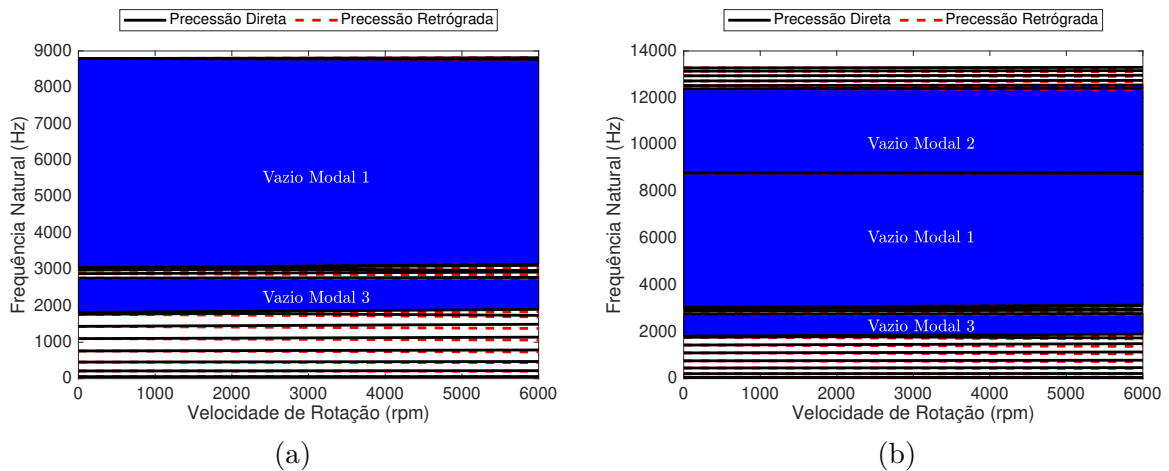 Precessão Direta Precessão Retrógrada
9000
8000
7000
6000
5000
4000
3000
2000
1000
0
Frequência Natural (Hz)
Vazio Modal 1
Vazio Modal 3
0 1000 2000 3000 4000 5000 6000
Velocidade de Rotação (rpm)
(a)
Precessão Direta Precessão Retrógrada
14000
12000
10000
8000
6000
4000
2000
0
Frequência Natural (Hz)
Vazio Modal 2
Vazio Modal 1
Vazio Modal 3
0 1000 2000 3000 4000 5000 6000
Velocidade de Rotação (rpm)
(b)